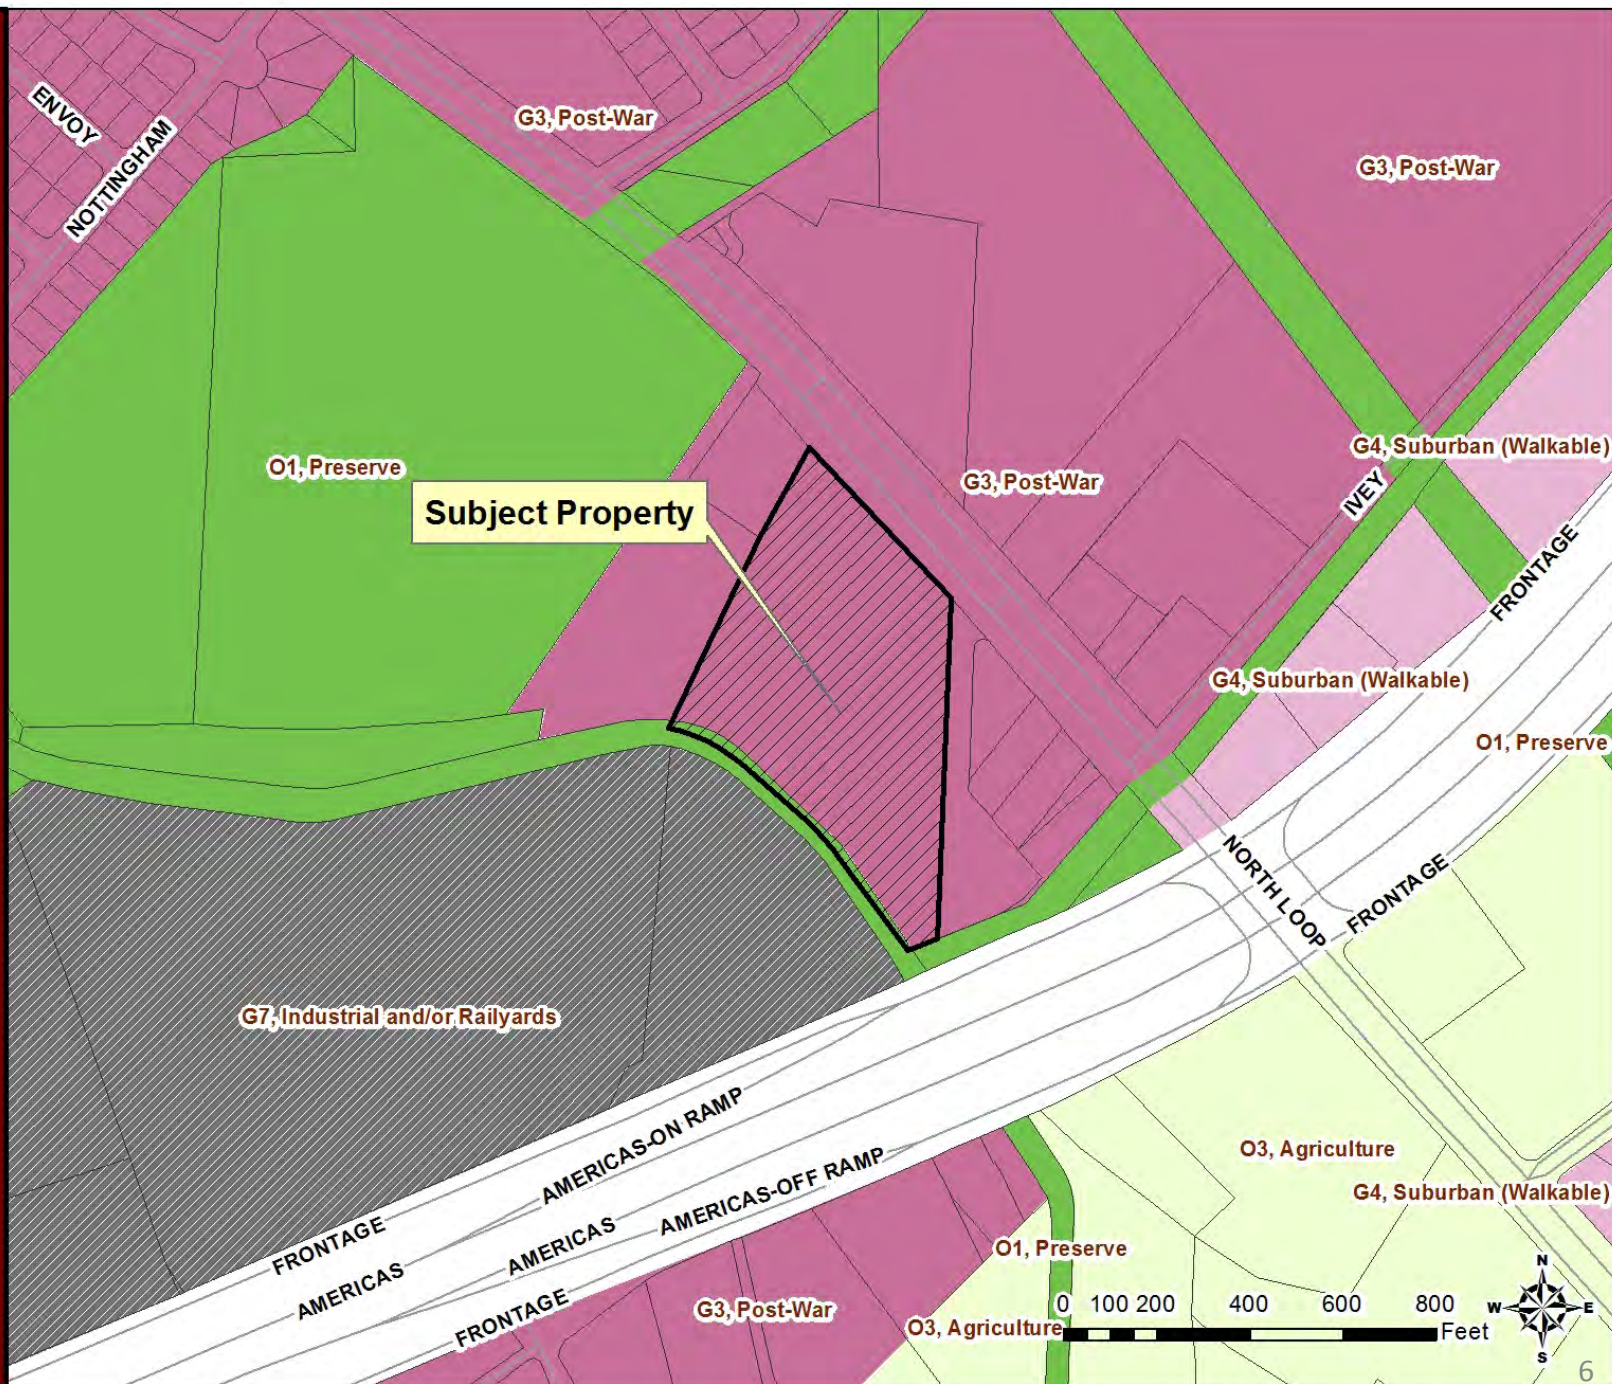 ENVOY
NOTTINGHAM
G3, Post-War
G3, Post-War
O1, Preserve
G4, Suburban (Walkable)
Subject Property
G3, Post-War
IVEY
FRONTAGE
G4, Suburban (Walkable)
O1, Preserve
NORTH LOOP
FRONTAGE
G7, Industrial and/or Railyards
AMERICAS-ON RAMP
O3, Agriculture
AMERICAS-OFF RAMP
G4, Suburban (Walkable)
FRONTAGE
AMERICAS
AMERICAS
O1, Preserve
FRONTAGE
G3, Post-War
O3, Agriculture
0 100 200 400 600 800
Feet
N
W E
S
6